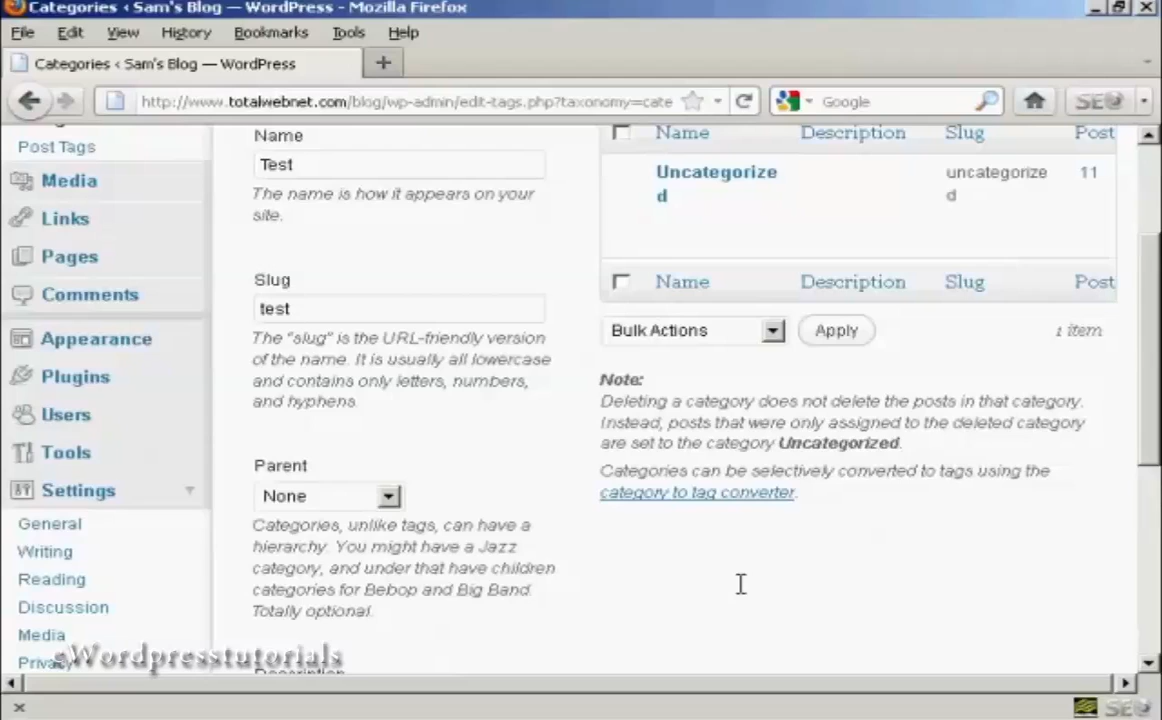 Categories ‹ Sam's Blog — WordPress - Mozilla Firefox
File Edit View History Bookmarks Tools Help
Categories ‹ Sam's Blog — WordPress
http://www.totalwebnet.com/blog/wp-admin/edit-tags.php?taxonomy=cate
Google
SEO
Post Tags
Media
Links
Pages
Comments
Appearance
Plugins
Users
Tools
Settings
General
Writing
Reading
Discussion
Media
Privacy
Name
Test
The name is how it appears on your
site.
Slug
test
The "slug" is the URL-friendly version
of the name. It is usually all lowercase
and contains only letters, numbers,
and hyphens.
Parent
None
Categories, unlike tags, can have a
hierarchy. You might have a Jazz
category, and under that have children
categories for Bebop and Big Band.
Totally optional.
Description
Name Description Slug Post
Uncategorize uncategorize 11
d d
Name Description Slug Post
Bulk Actions Apply 1 item
Note:
Deleting a category does not delete the posts in that category.
Instead, posts that were only assigned to the deleted category
are set to the category Uncategorized.
Categories can be selectively converted to tags using the
category to tag converter.
eWordpresstutorials
SEO